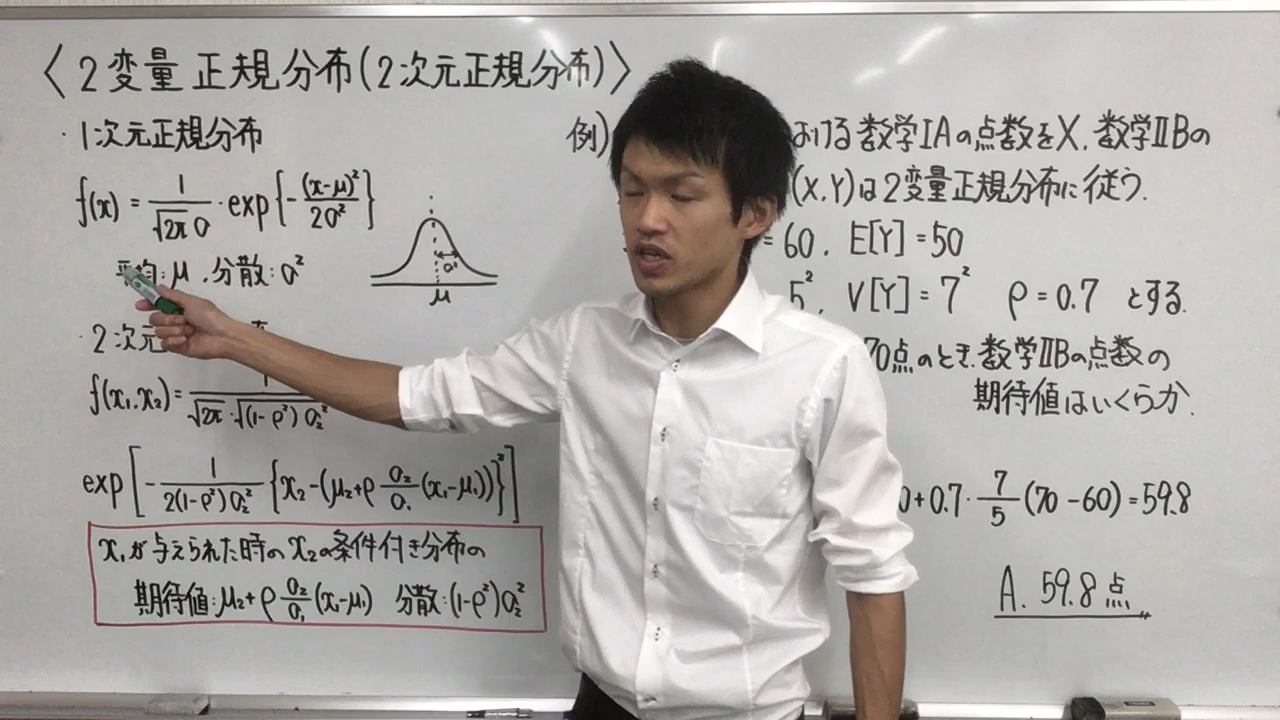 〈2変量 正規分布(2次元正規分布)〉
・1次元正規分布
f(x) = 1/(√2π σ)・exp{-(x-μ)²/2σ²}
平均:μ, 分散:σ²
σ²
μ
・2次元
f(x₁,x₂)= 1/(√2π・√(1-ρ²)σ₂²)
exp[-1/(2(1-ρ²)σ₂²){x₂-(μ₂+ρ σ₂/σ₁(x₁-μ₁))}²]
x₁が与えられた時のx₂の条件付き分布の
期待値:μ₂+ρ σ₂/σ₁(x₁-μ₁) 分散:(1-ρ²)σ₂²
例)
おける数学ⅠAの点数をX, 数学ⅡBの
(X,Y)は2変量正規分布に従う.
=60, E[Y]=50
5², V[Y]=7² ρ=0.7 とする.
70点のとき, 数学ⅡBの点数の
期待値はいくらか.
0+0.7・7/5(70-60)=59.8
A. 59.8点